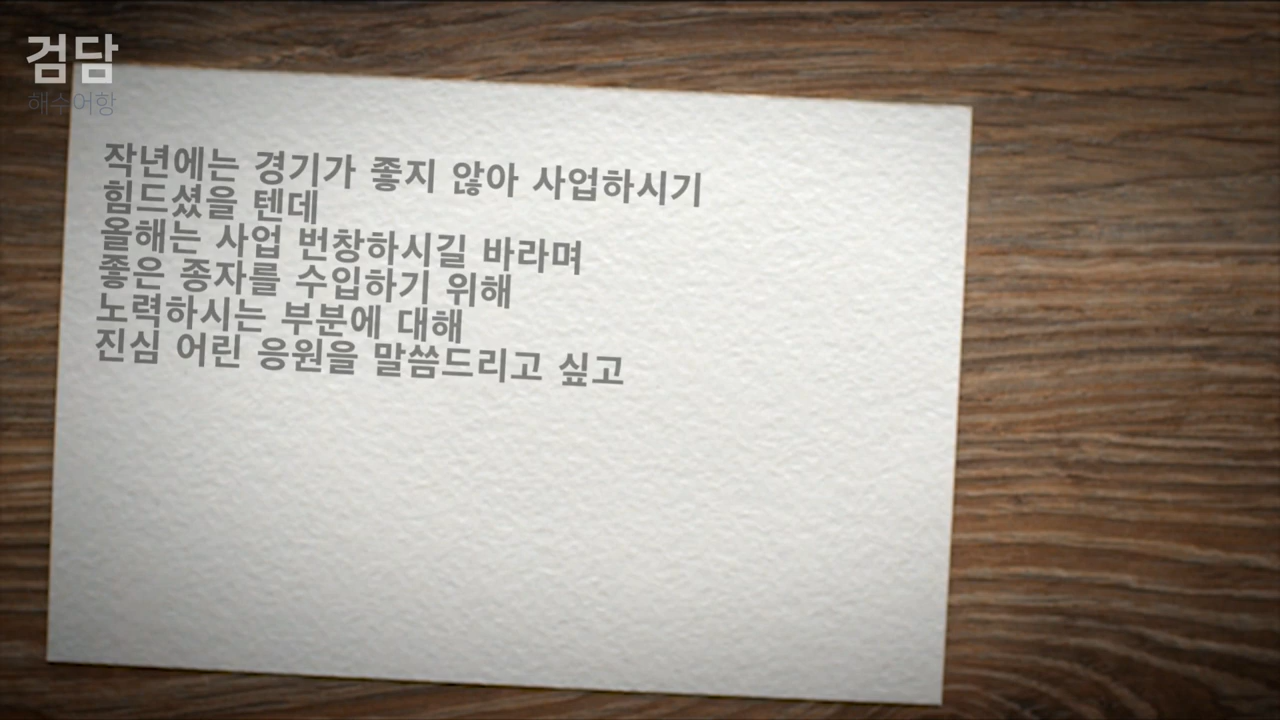 검담
해수어항
작년에는 경기가 좋지 않아 사업하시기
힘드셨을 텐데
올해는 사업 번창하시길 바라며
좋은 종자를 수입하기 위해
노력하시는 부분에 대해
진심 어린 응원을 말씀드리고 싶고